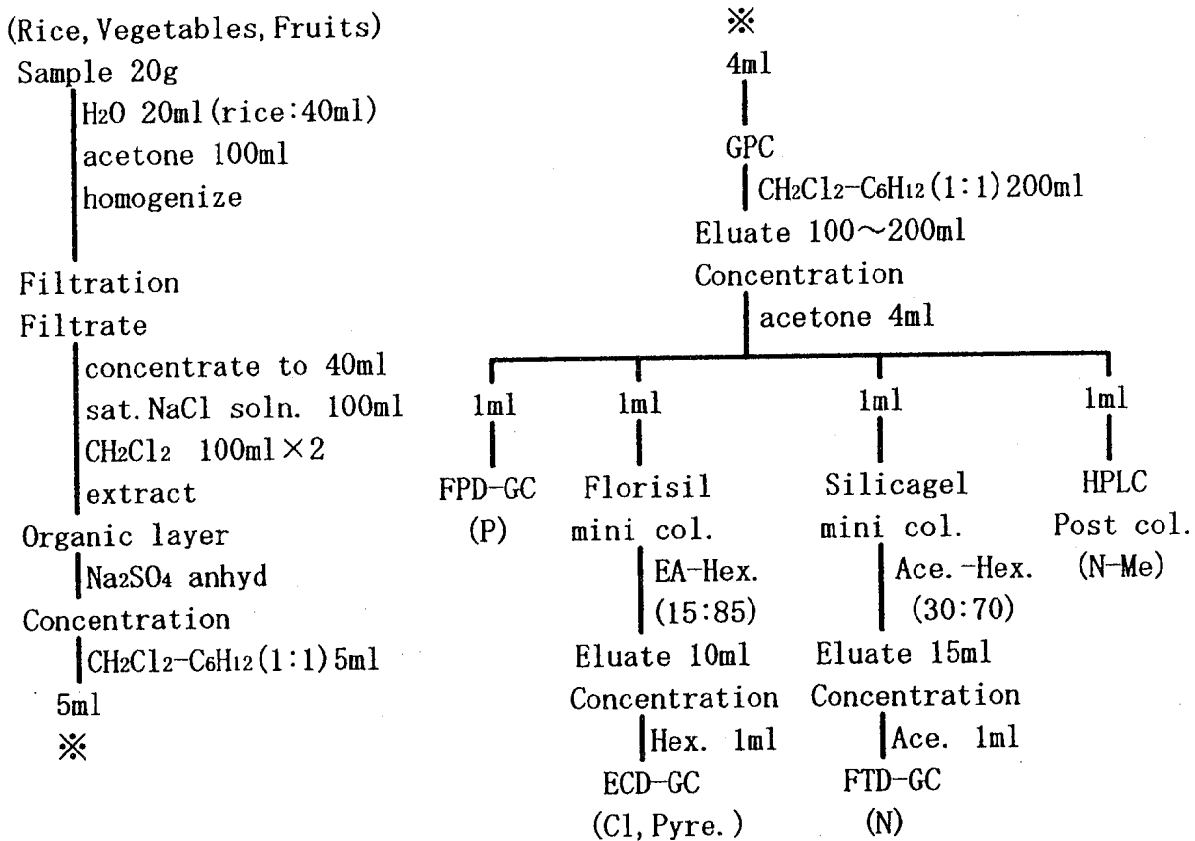 (Rice, Vegetables, Fruits)
Sample 20g
H2O 20ml(rice:40ml)
acetone 100ml
homogenize
Filtration
Filtrate
concentrate to 40ml
sat.NaCl soln. 100ml
CH2Cl2 100ml×2
extract
Organic layer
Na2SO4 anhyd
Concentration
CH2Cl2-C6H12(1:1)5ml
5ml
※
※
4ml
GPC
CH2Cl2-C6H12(1:1)200ml
Eluate 100～200ml
Concentration
acetone 4ml
1ml 1ml 1ml 1ml
FPD-GC Florisil Silicagel HPLC
(P) mini col. mini col. Post col.
EA-Hex. Ace.-Hex. (N-Me)
(15:85) (30:70)
Eluate 10ml Eluate 15ml
Concentration Concentration
Hex. 1ml Ace. 1ml
ECD-GC FTD-GC
(Cl, Pyre.) (N)